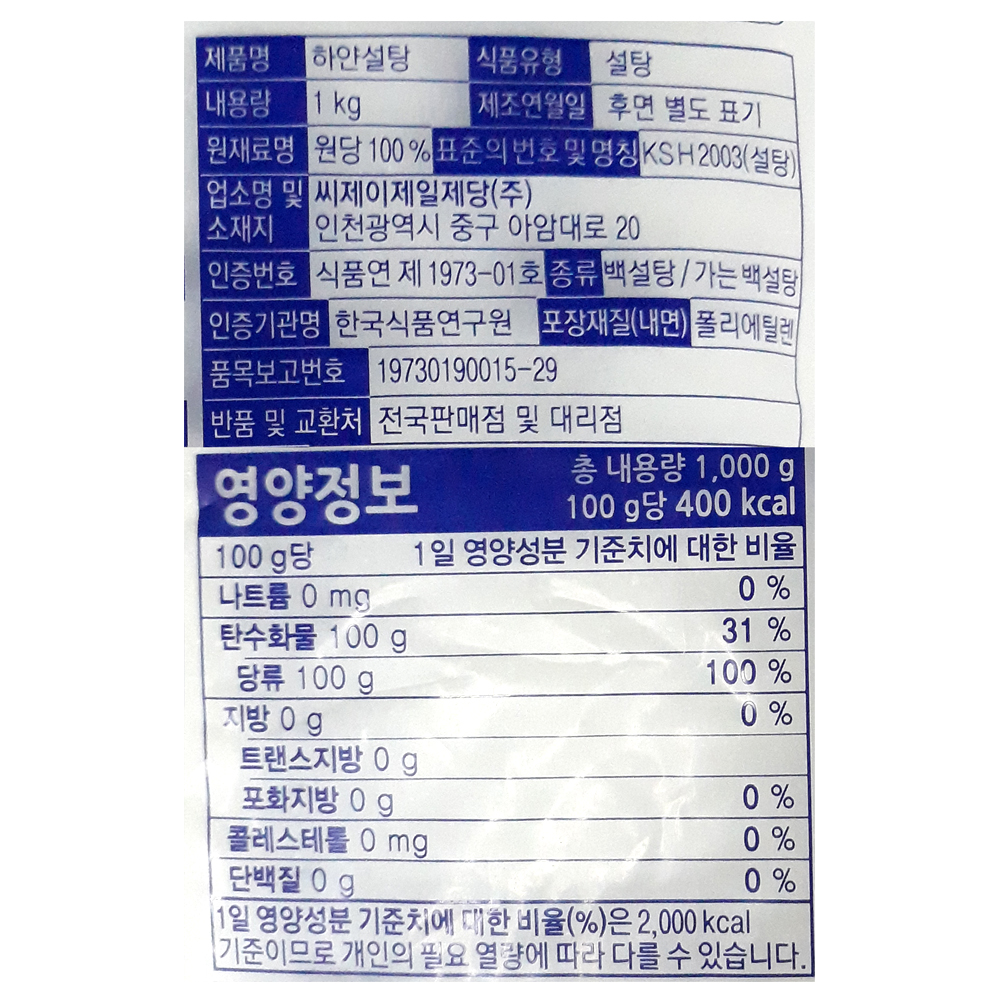 제품명 하얀설탕 식품유형 설탕
내용량 1 kg 제조연월일 후면 별도 표기
원재료명 원당 100 % 표준의 번호 및 명칭 KS H 2003(설탕)
업소명 및 씨제이제일제당(주)
소재지 인천광역시 중구 아암대로 20
인증번호 식품연 제 1973-01호 종류 백설탕 / 가는 백설탕
인증기관명 한국식품연구원 포장재질(내면) 폴리에틸렌
품목보고번호 19730190015-29
반품 및 교환처 전국판매점 및 대리점
영양정보 총 내용량 1,000 g
100 g당 400 kcal
100 g당 1일 영양성분 기준치에 대한 비율
나트륨 0 mg 0 %
탄수화물 100 g 31 %
당류 100 g 100 %
지방 0 g 0 %
트랜스지방 0 g
포화지방 0 g 0 %
콜레스테롤 0 mg 0 %
단백질 0 g 0 %
1일 영양성분 기준치에 대한 비율(%)은 2,000 kcal
기준이므로 개인의 필요 열량에 따라 다를 수 있습니다.